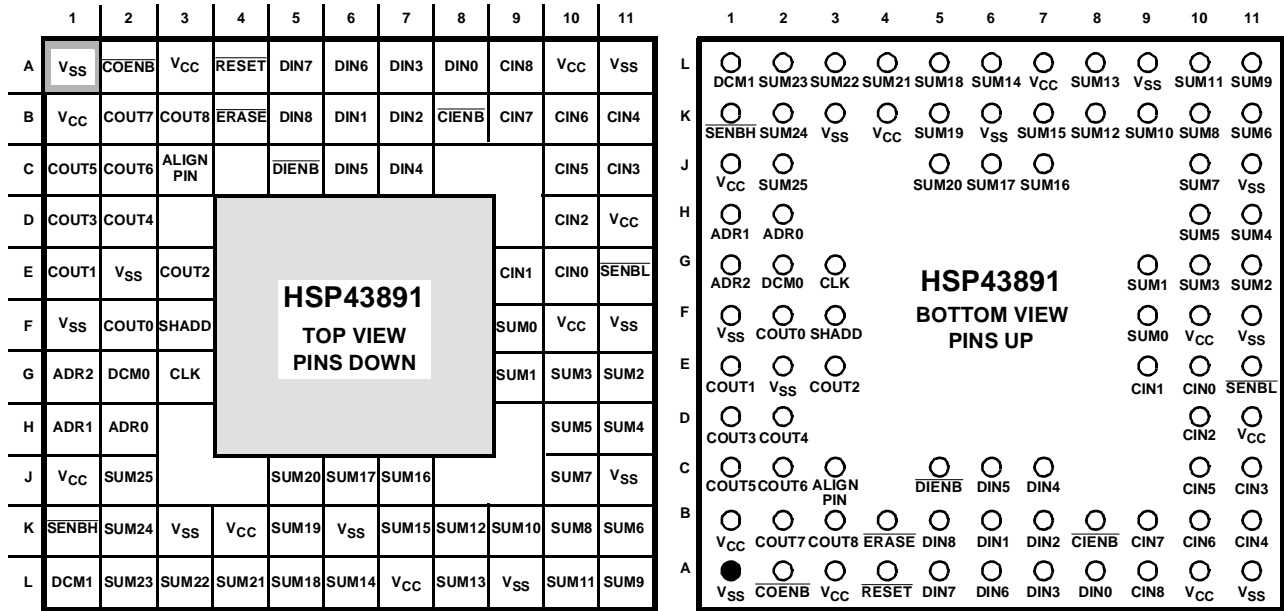 1 2 3 4 5 6 7 8 9 10 11
A VSS COENB VCC RESET DIN7 DIN6 DIN3 DIN0 CIN8 VCC VSS
B VCC COUT7 COUT8 ERASE DIN8 DIN1 DIN2 CIENB CIN7 CIN6 CIN4
C COUT5 COUT6 ALIGN PIN DIENB DIN5 DIN4 CIN5 CIN3
D COUT3 COUT4 CIN2 VCC
E COUT1 VSS COUT2 CIN1 CIN0 SENBL
F VSS COUT0 SHADD SUM0 VCC VSS
G ADR2 DCM0 CLK SUM1 SUM3 SUM2
H ADR1 ADR0 SUM5 SUM4
J VCC SUM25 SUM20 SUM17 SUM16 SUM7 VSS
K SENBH SUM24 VSS VCC SUM19 VSS SUM15 SUM12 SUM10 SUM8 SUM6
L DCM1 SUM23 SUM22 SUM21 SUM18 SUM14 VCC SUM13 VSS SUM11 SUM9
HSP43891
TOP VIEW
PINS DOWN
1 2 3 4 5 6 7 8 9 10 11
L DCM1 SUM23 SUM22 SUM21 SUM18 SUM14 VCC SUM13 VSS SUM11 SUM9
K SENBH SUM24 VSS VCC SUM19 VSS SUM15 SUM12 SUM10 SUM8 SUM6
J VCC SUM25 SUM20 SUM17 SUM16 SUM7 VSS
H ADR1 ADR0 SUM5 SUM4
G ADR2 DCM0 CLK SUM1 SUM3 SUM2
F VSS COUT0 SHADD SUM0 VCC VSS
E COUT1 VSS COUT2 CIN1 CIN0 SENBL
D COUT3 COUT4 CIN2 VCC
C COUT5 COUT6 ALIGN PIN DIENB DIN5 DIN4 CIN5 CIN3
B VCC COUT7 COUT8 ERASE DIN8 DIN1 DIN2 CIENB CIN7 CIN6 CIN4
A VSS COENB VCC RESET DIN7 DIN6 DIN3 DIN0 CIN8 VCC VSS
HSP43891
BOTTOM VIEW
PINS UP